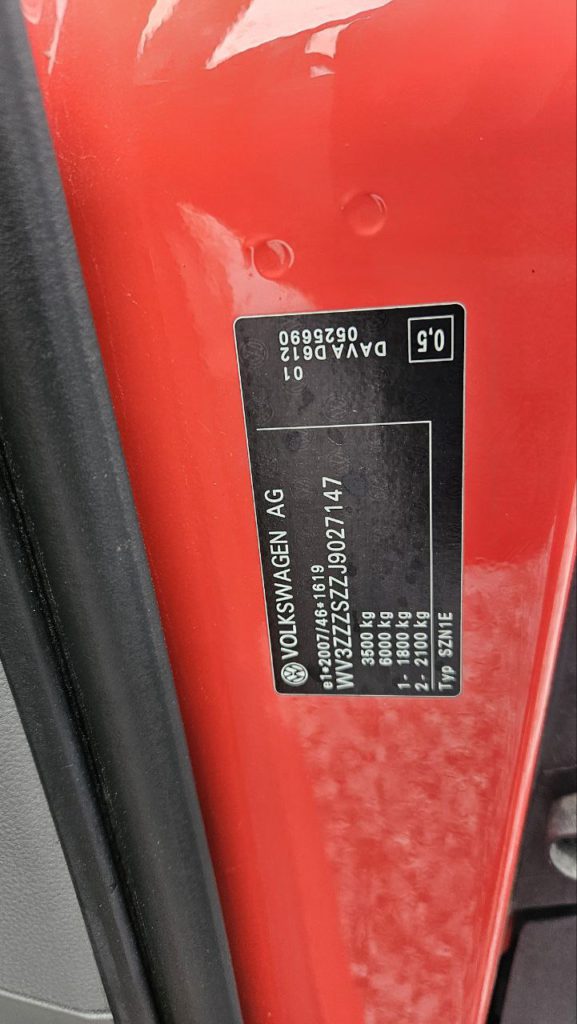 VOLKSWAGEN AG
e1*2007/46*1619
WV3ZZZSZZJ9027147
3500 kg
6000 kg
1- 1800 kg
2- 2100 kg
Typ SZN1E
01
DAVA D612
0525690
0,5